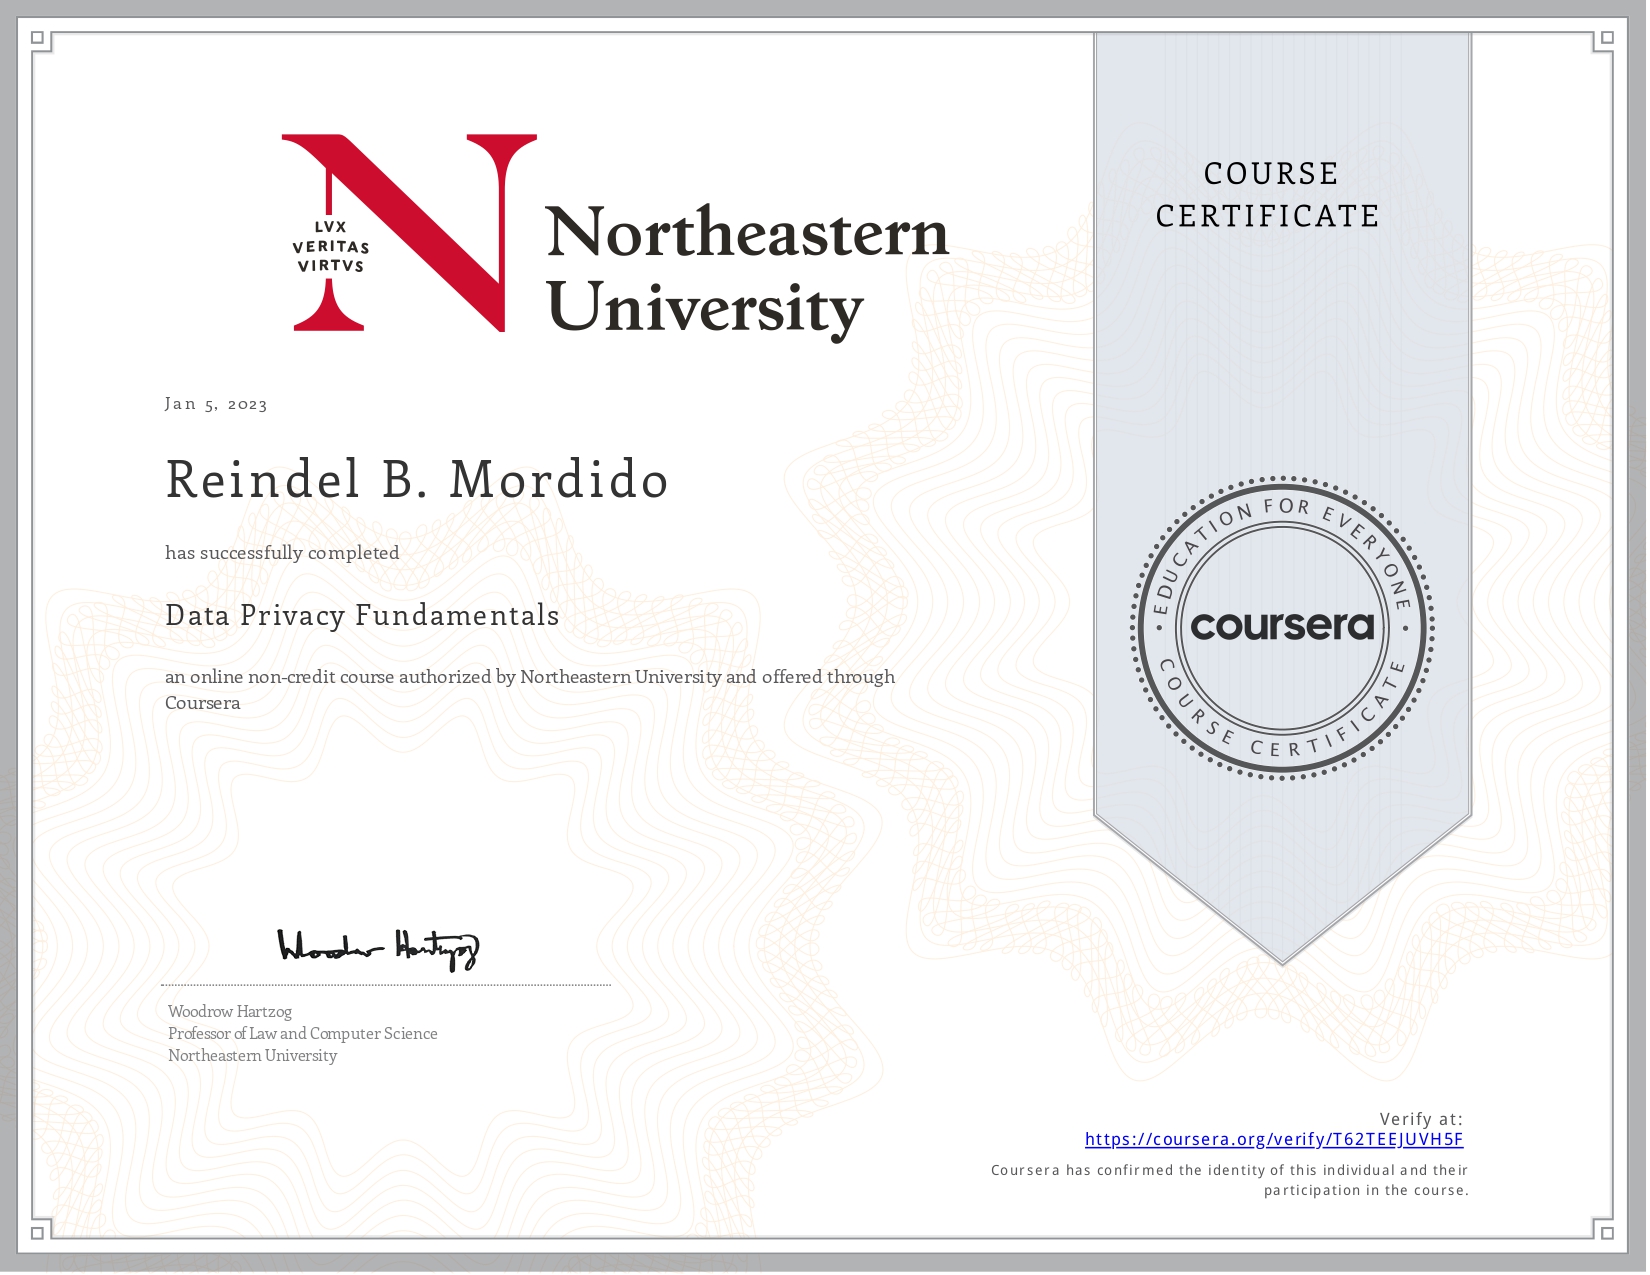 LVX
VERITAS
VIRTVS
Northeastern
University
COURSE
CERTIFICATE
Jan 5, 2023
Reindel B. Mordido
has successfully completed
Data Privacy Fundamentals
an online non-credit course authorized by Northeastern University and offered through
Coursera
• EDUCATION FOR EVERYONE •
coursera
COURSE CERTIFICATE
Woodrow Hartzog
Woodrow Hartzog
Professor of Law and Computer Science
Northeastern University
Verify at:
https://coursera.org/verify/T62TEEJUVH5F
Coursera has confirmed the identity of this individual and their
participation in the course.